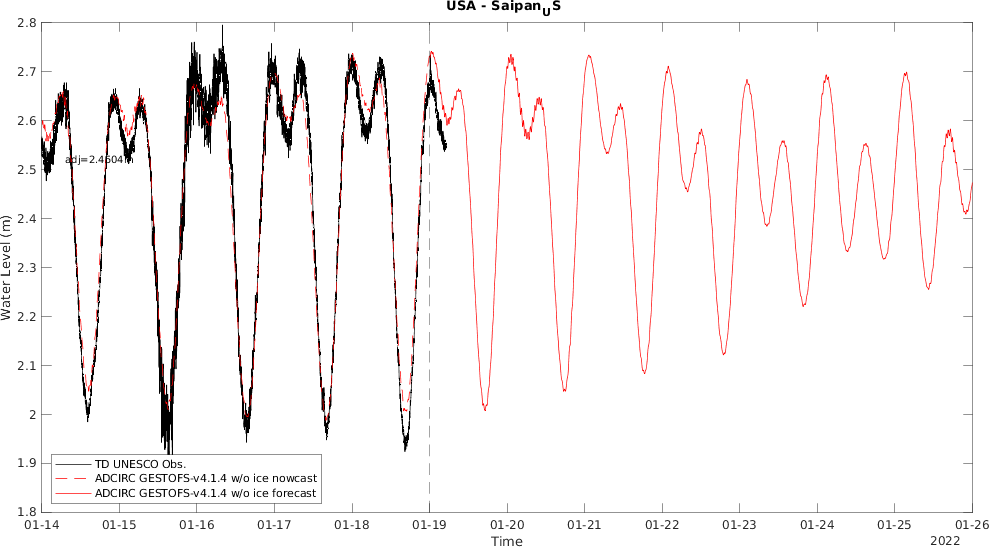 USA - SaipanUS
2.8
2.7
2.6
2.5
2.4
2.3
2.2
2.1
2
1.9
1.8
Water Level (m)
adj=2.4604m
TD UNESCO Obs.
ADCIRC GESTOFS-v4.1.4 w/o ice nowcast
ADCIRC GESTOFS-v4.1.4 w/o ice forecast
01-14 01-15 01-16 01-17 01-18 01-19 01-20 01-21 01-22 01-23 01-24 01-25 01-26
Time
2022